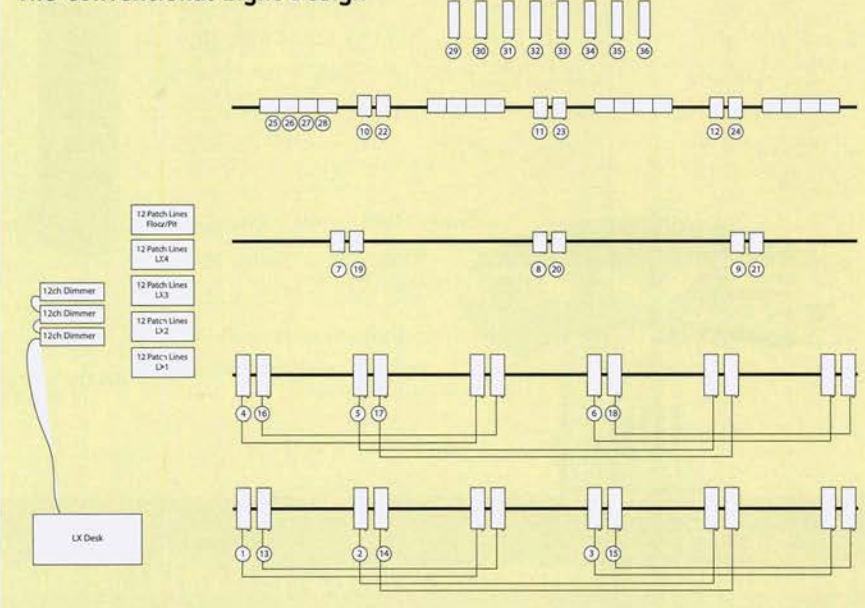 The Conventional Light Design
29 30 31 32 33 34 35 36
25 26 27 28 10 22 11 23 12 24
12 Patch Lines
Floor/Pit
12 Patch Lines
LX4
7 19 8 20 9 21
12 Patch Lines
LX3
12ch Dimmer
12ch Dimmer
12ch Dimmer
12 Patch Lines
LX2
12 Patch Lines
LX1
4 16 5 17 6 18
LX Desk
1 13 2 14 3 15